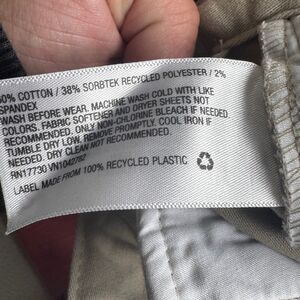 60% COTTON / 38% SORBTEK RECYCLED POLYESTER / 2%
SPANDEX
WASH BEFORE WEAR. MACHINE WASH COLD WITH LIKE
COLORS. FABRIC SOFTENER AND DRYER SHEETS NOT
RECOMMENDED. ONLY NON-CHLORINE BLEACH IF NEEDED.
TUMBLE DRY LOW. REMOVE PROMPTLY. COOL IRON IF
NEEDED. DRY CLEAN NOT RECOMMENDED.
RN17730 VN1042782
LABEL MADE FROM 100% RECYCLED PLASTIC